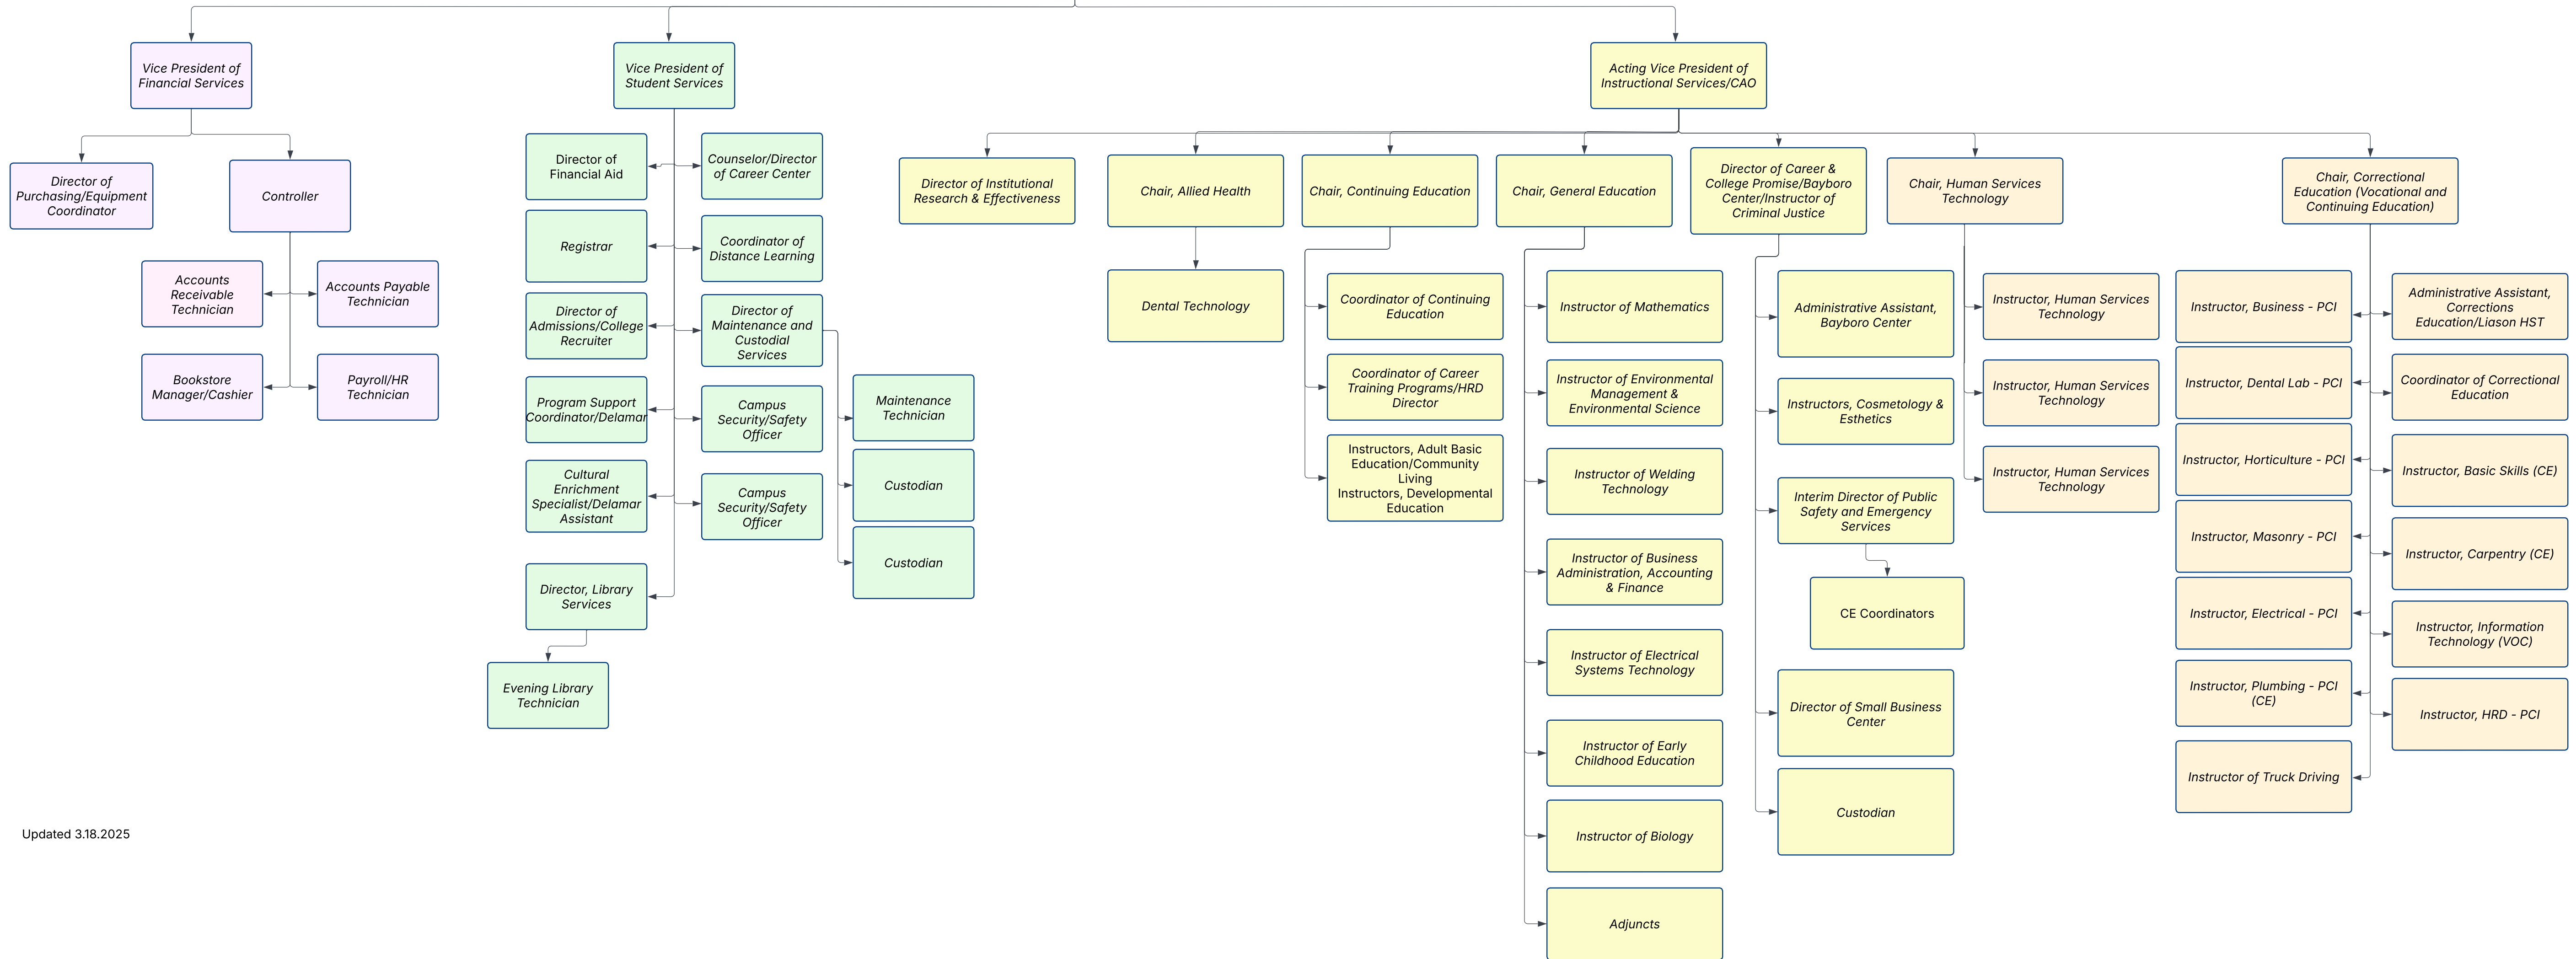 Vice President of
Financial Services
Vice President of
Student Services
Acting Vice President of
Instructional Services/CAO
Director of
Purchasing/Equipment
Coordinator
Controller
Accounts
Receivable
Technician
Accounts Payable
Technician
Bookstore
Manager/Cashier
Payroll/HR
Technician
Director of
Financial Aid
Counselor/Director
of Career Center
Registrar
Coordinator of
Distance Learning
Director of
Admissions/College
Recruiter
Director of
Maintenance and
Custodial
Services
Program Support
Coordinator/Delamar
Campus
Security/Safety
Officer
Maintenance
Technician
Cultural
Enrichment
Specialist/Delamar
Assistant
Campus
Security/Safety
Officer
Custodian
Custodian
Director, Library
Services
Evening Library
Technician
Director of Institutional
Research & Effectiveness
Chair, Allied Health
Dental Technology
Chair, Continuing Education
Coordinator of Continuing
Education
Coordinator of Career
Training Programs/HRD
Director
Instructors, Adult Basic
Education/Community
Living
Instructors, Developmental
Education
Chair, General Education
Instructor of Mathematics
Instructor of Environmental
Management &
Environmental Science
Instructor of Welding
Technology
Instructor of Business
Administration, Accounting
& Finance
Instructor of Electrical
Systems Technology
Instructor of Early
Childhood Education
Instructor of Biology
Adjuncts
Director of Career &
College Promise/Bayboro
Center/Instructor of
Criminal Justice
Administrative Assistant,
Bayboro Center
Instructors, Cosmetology &
Esthetics
Interim Director of Public
Safety and Emergency
Services
CE Coordinators
Director of Small Business
Center
Custodian
Chair, Human Services
Technology
Instructor, Human Services
Technology
Instructor, Human Services
Technology
Instructor, Human Services
Technology
Chair, Correctional
Education (Vocational and
Continuing Education)
Instructor, Business - PCI
Administrative Assistant,
Corrections
Education/Liason HST
Instructor, Dental Lab - PCI
Coordinator of Correctional
Education
Instructor, Horticulture - PCI
Instructor, Basic Skills (CE)
Instructor, Masonry - PCI
Instructor, Carpentry (CE)
Instructor, Electrical - PCI
Instructor, Information
Technology (VOC)
Instructor, Plumbing - PCI
(CE)
Instructor, HRD - PCI
Instructor of Truck Driving
Updated 3.18.2025